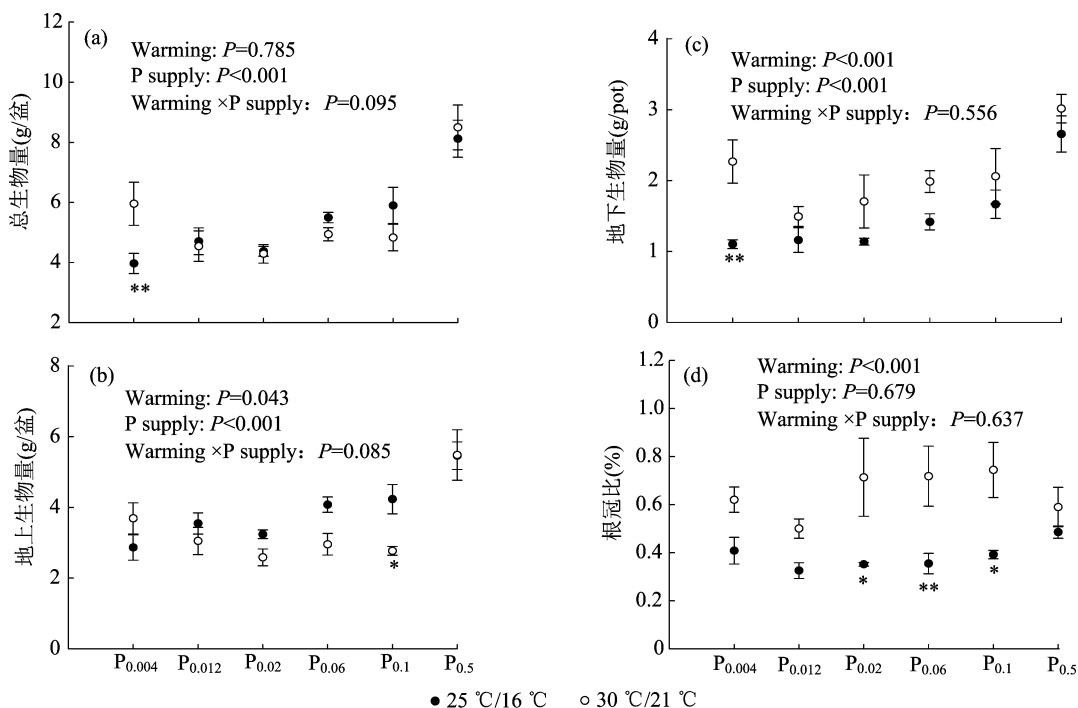 (a)
Warming: P=0.785
P supply: P<0.001
Warming ×P supply：P=0.095
总生物量(g/盆)
12
10
8
6
4
2
(c)
Warming: P<0.001
P supply: P<0.001
Warming ×P supply：P=0.556
地下生物量(g/pot)
4
3
2
1
0
**
**
(b)
Warming: P=0.043
P supply: P<0.001
Warming ×P supply：P=0.085
地上生物量(g/盆)
8
6
4
2
0
*
P0.004 P0.012 P0.02 P0.06 P0.1 P0.5
(d)
Warming: P<0.001
P supply: P=0.679
Warming ×P supply：P=0.637
根冠比(%)
1.2
1.0
0.8
0.6
0.4
0.2
0
* ** *
P0.004 P0.012 P0.02 P0.06 P0.1 P0.5
25 ℃/16 ℃ 30 ℃/21 ℃